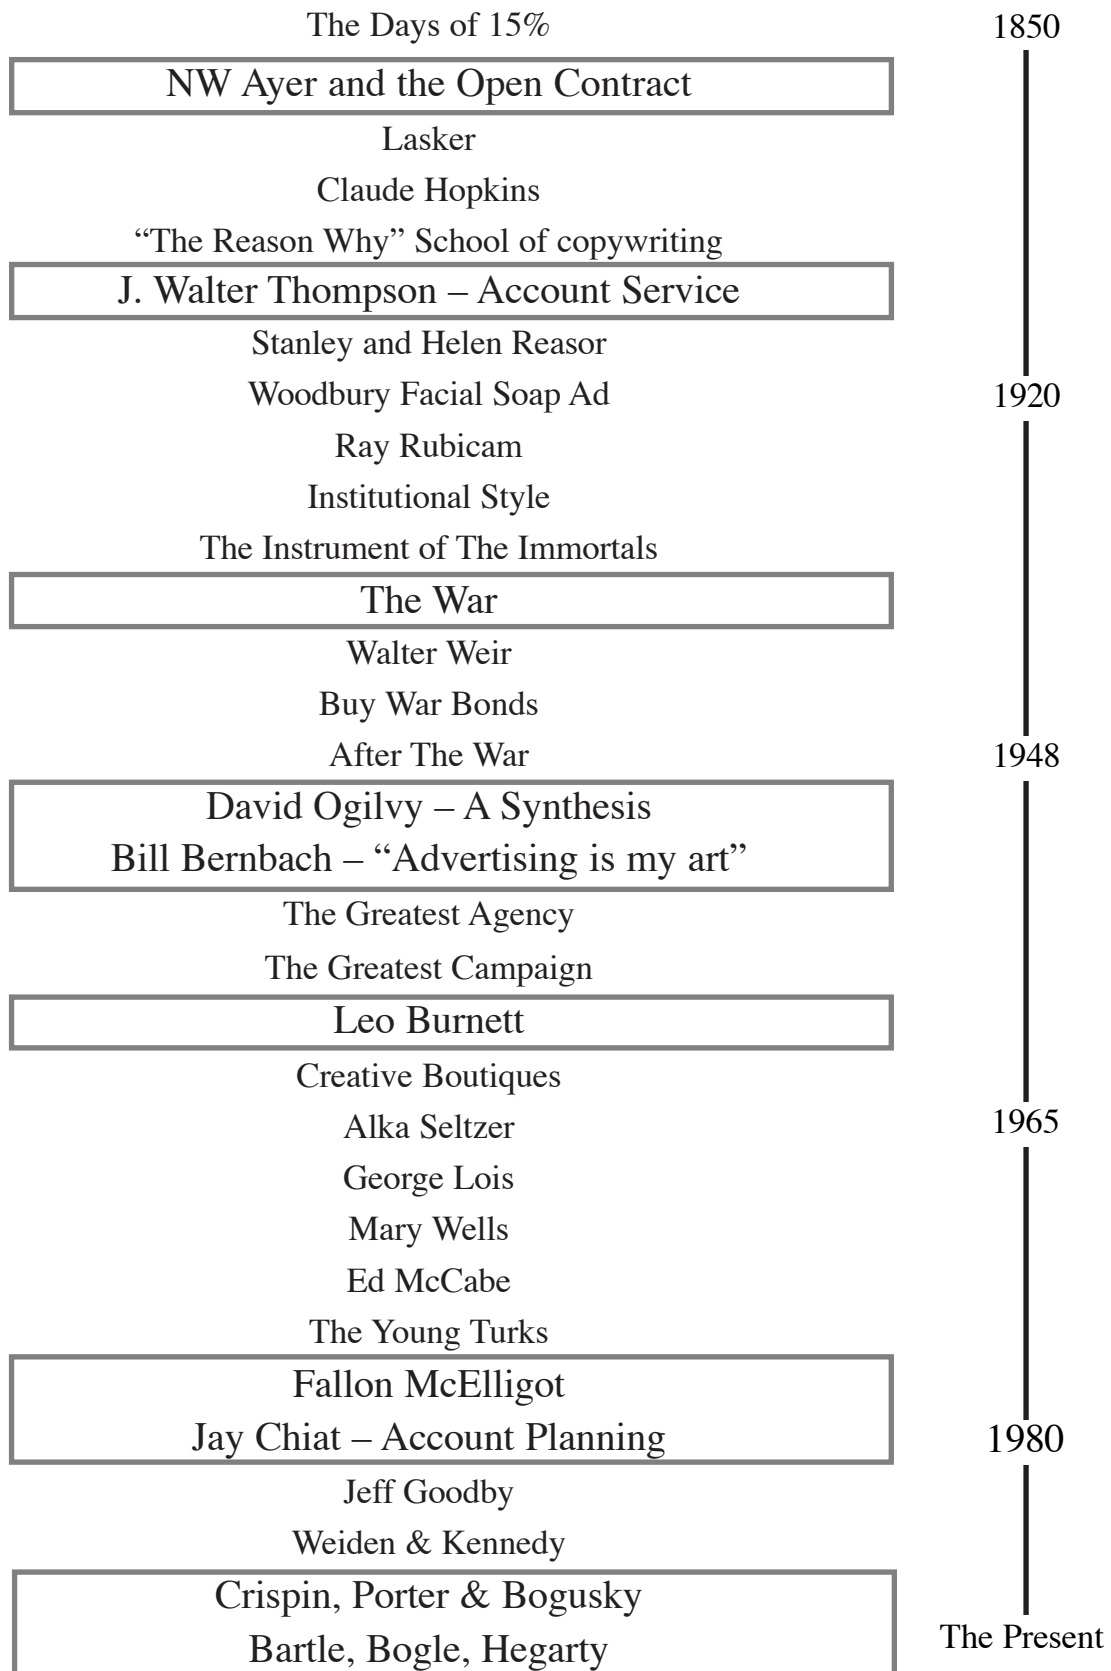 The Days of 15% 1850
NW Ayer and the Open Contract
Lasker
Claude Hopkins
“The Reason Why” School of copywriting
J. Walter Thompson – Account Service
Stanley and Helen Reasor
Woodbury Facial Soap Ad 1920
Ray Rubicam
Institutional Style
The Instrument of The Immortals
The War
Walter Weir
Buy War Bonds
After The War 1948
David Ogilvy – A Synthesis
Bill Bernbach – “Advertising is my art”
The Greatest Agency
The Greatest Campaign
Leo Burnett
Creative Boutiques
Alka Seltzer 1965
George Lois
Mary Wells
Ed McCabe
The Young Turks
Fallon McElligot
Jay Chiat – Account Planning 1980
Jeff Goodby
Weiden & Kennedy
Crispin, Porter & Bogusky
Bartle, Bogle, Hegarty The Present